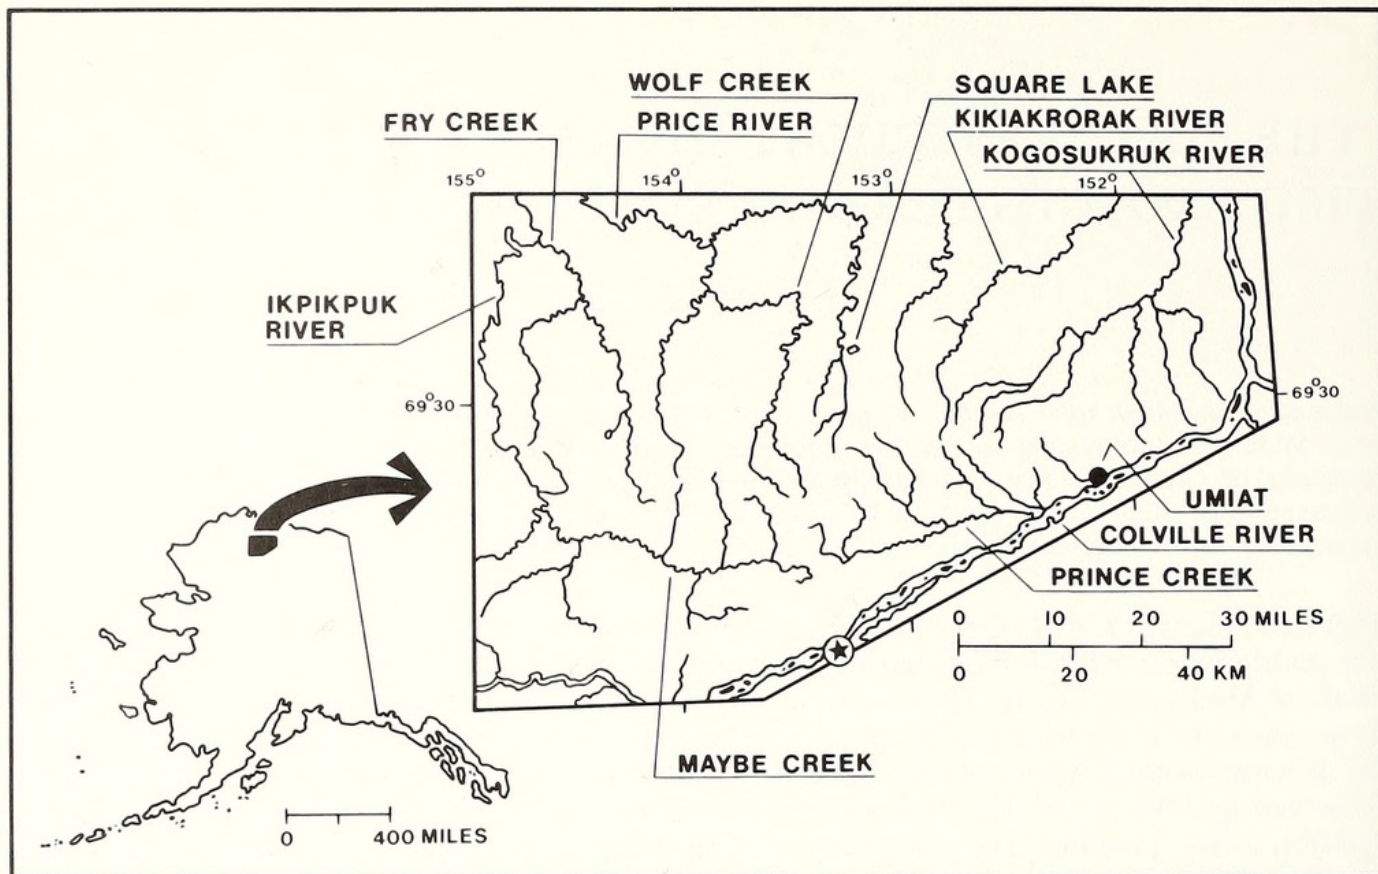 WOLF CREEK
SQUARE LAKE
FRY CREEK
PRICE RIVER
KIKIAKRORAK RIVER
KOGOSUKRUK RIVER
155° 154° 153° 152°
IKPIKPUK
RIVER
69°30 69°30
UMIAT
COLVILLE RIVER
PRINCE CREEK
0 10 20 30 MILES
0 20 40 KM
MAYBE CREEK
0 400 MILES